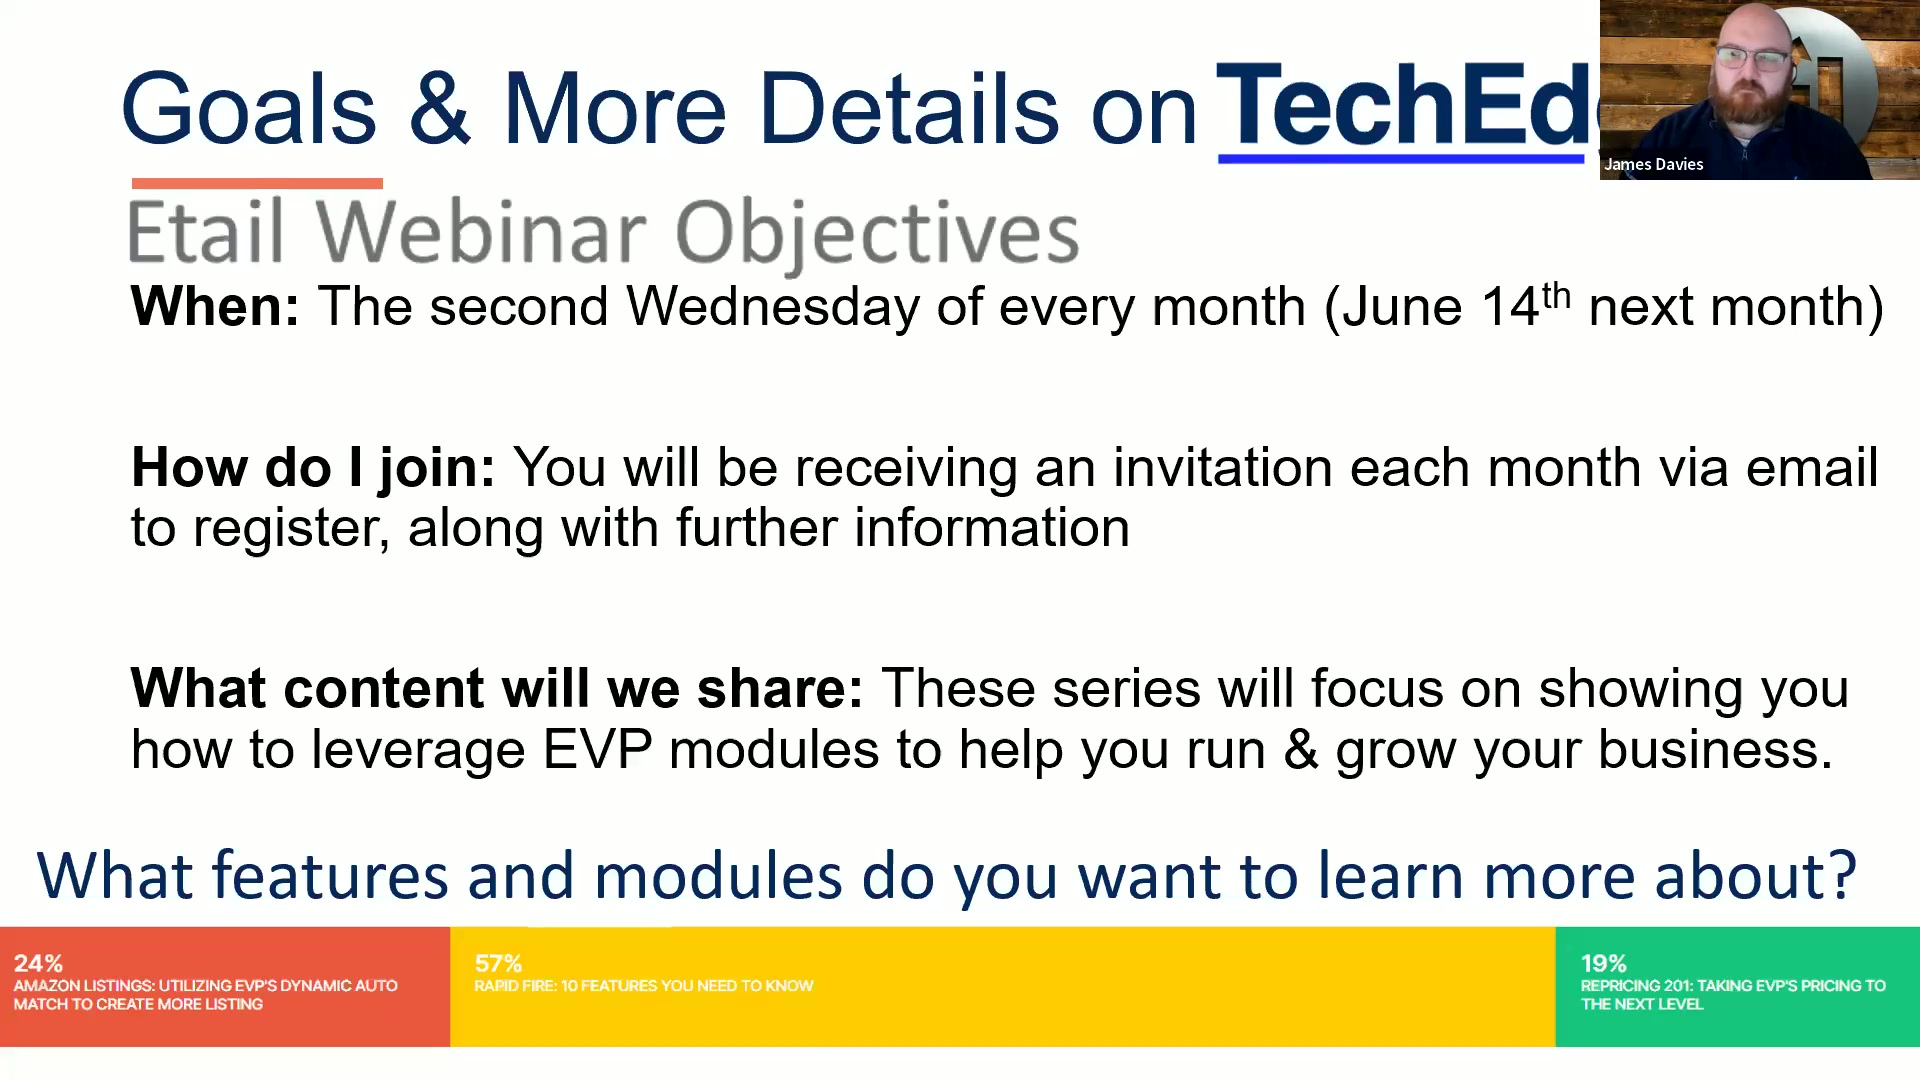 Goals & More Details on TechEd
James Davies
Etail Webinar Objectives
When: The second Wednesday of every month (June 14th next month)
How do I join: You will be receiving an invitation each month via email
to register, along with further information
What content will we share: These series will focus on showing you
how to leverage EVP modules to help you run & grow your business.
What features and modules do you want to learn more about?
24%
AMAZON LISTINGS: UTILIZING EVP'S DYNAMIC AUTO
MATCH TO CREATE MORE LISTING
57%
RAPID FIRE: 10 FEATURES YOU NEED TO KNOW
19%
REPRICING 201: TAKING EVP'S PRICING TO
THE NEXT LEVEL